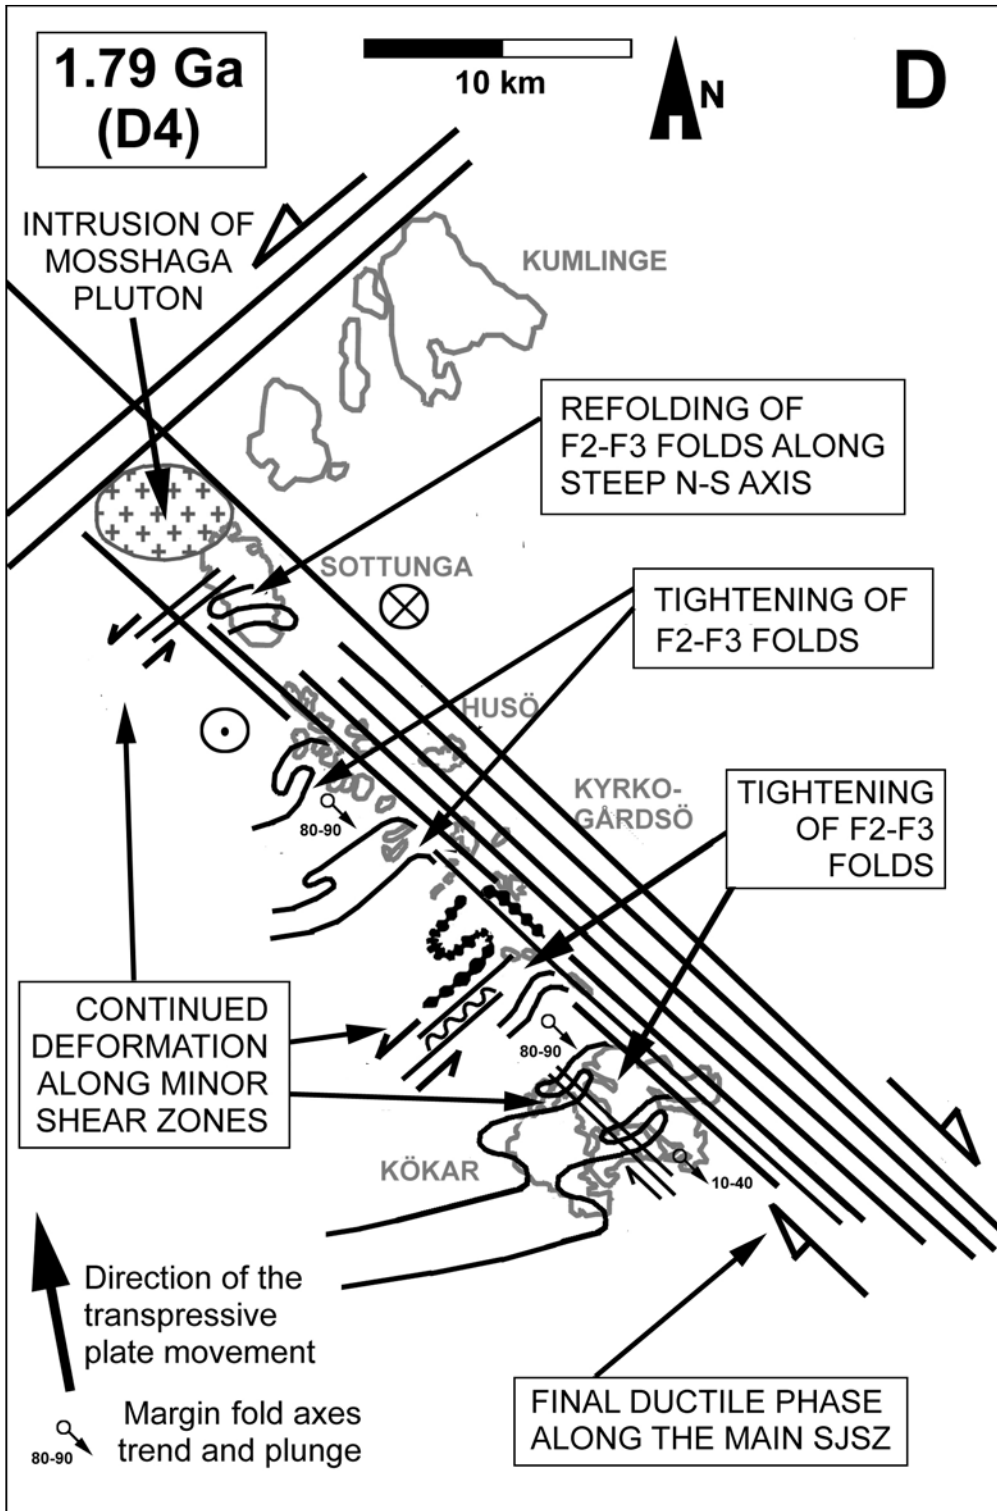 1.79 Ga
(D4)
10 km
N
D
INTRUSION OF
MOSSHAGA
PLUTON
KUMLINGE
REFOLDING OF
F2-F3 FOLDS ALONG
STEEP N-S AXIS
SOTTUNGA
TIGHTENING OF
F2-F3 FOLDS
HUSÖ
80-90
KYRKO-
GÅRDSÖ
TIGHTENING
OF F2-F3
FOLDS
CONTINUED
DEFORMATION
ALONG MINOR
SHEAR ZONES
80-90
KÖKAR
10-40
Direction of the
transpressive
plate movement
Margin fold axes
trend and plunge
80-90
FINAL DUCTILE PHASE
ALONG THE MAIN SJSZ